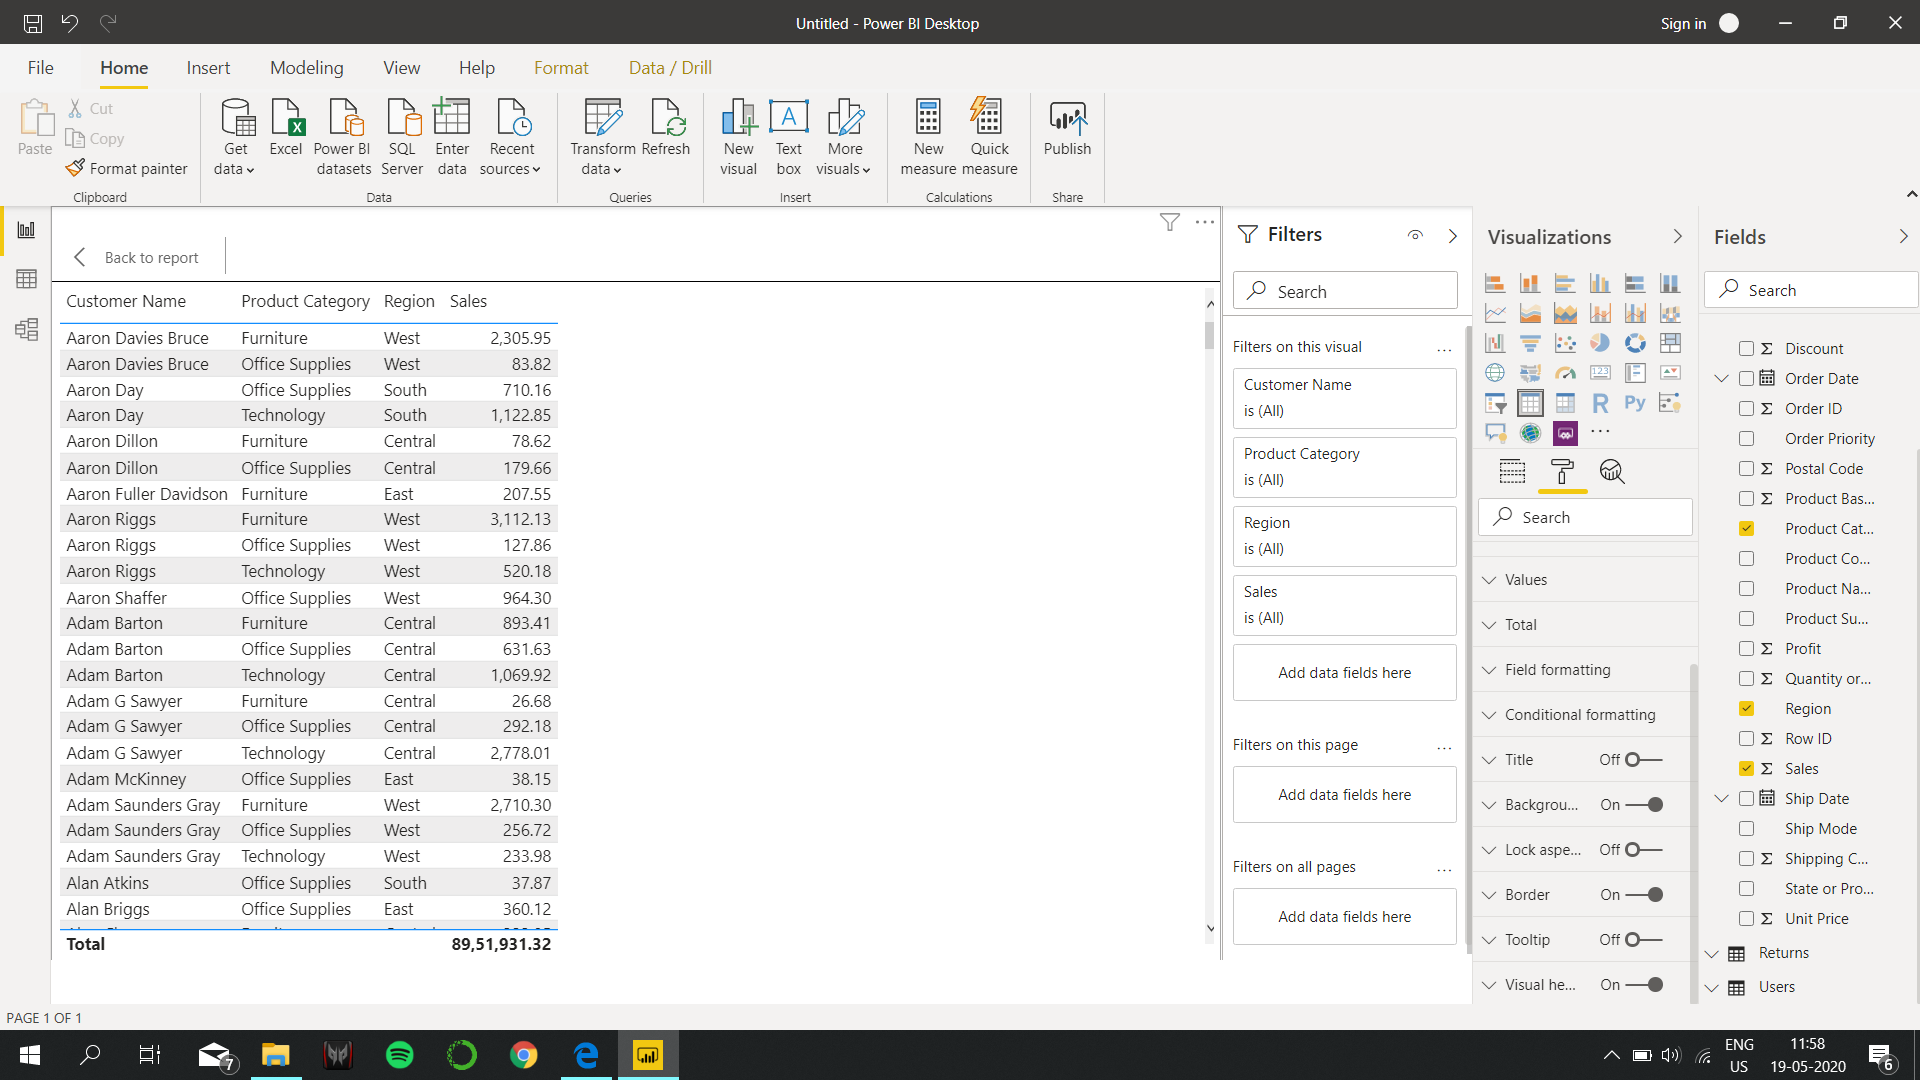 Untitled - Power BI Desktop
Sign in
File Home Insert Modeling View Help Format Data / Drill
Paste
Cut
Copy
Format painter
Clipboard
Get data
Excel
Power BI datasets
SQL Server
Enter data
Recent sources
Data
Transform data
Refresh
Queries
New visual
Text box
More visuals
Insert
New measure
Quick measure
Calculations
Publish
Share
Back to report
Customer Name Product Category Region Sales
Aaron Davies Bruce Furniture West 2,305.95
Aaron Davies Bruce Office Supplies West 83.82
Aaron Day Office Supplies South 710.16
Aaron Day Technology South 1,122.85
Aaron Dillon Furniture Central 78.62
Aaron Dillon Office Supplies Central 179.66
Aaron Fuller Davidson Furniture East 207.55
Aaron Riggs Furniture West 3,112.13
Aaron Riggs Office Supplies West 127.86
Aaron Riggs Technology West 520.18
Aaron Shaffer Office Supplies West 964.30
Adam Barton Furniture Central 893.41
Adam Barton Office Supplies Central 631.63
Adam Barton Technology Central 1,069.92
Adam G Sawyer Furniture Central 26.68
Adam G Sawyer Office Supplies Central 292.18
Adam G Sawyer Technology Central 2,778.01
Adam McKinney Office Supplies East 38.15
Adam Saunders Gray Furniture West 2,710.30
Adam Saunders Gray Office Supplies West 256.72
Adam Saunders Gray Technology West 233.98
Alan Atkins Office Supplies South 37.87
Alan Briggs Office Supplies East 360.12
Total 89,51,931.32
Filters
Search
Filters on this visual ...
Customer Name
is (All)
Product Category
is (All)
Region
is (All)
Sales
is (All)
Add data fields here
Filters on this page ...
Add data fields here
Filters on all pages ...
Add data fields here
Visualizations
123
R
Py
...
Search
Values
Total
Field formatting
Conditional formatting
Title Off
Backgrou... On
Lock aspe... Off
Border On
Tooltip Off
Visual he... On
Fields
Search
Discount
Order Date
Order ID
Order Priority
Postal Code
Product Bas...
Product Cat...
Product Co...
Product Na...
Product Su...
Profit
Quantity or...
Region
Row ID
Sales
Ship Date
Ship Mode
Shipping C...
State or Pro...
Unit Price
Returns
Users
PAGE 1 OF 1
7
ENG
US
11:58
19-05-2020
6